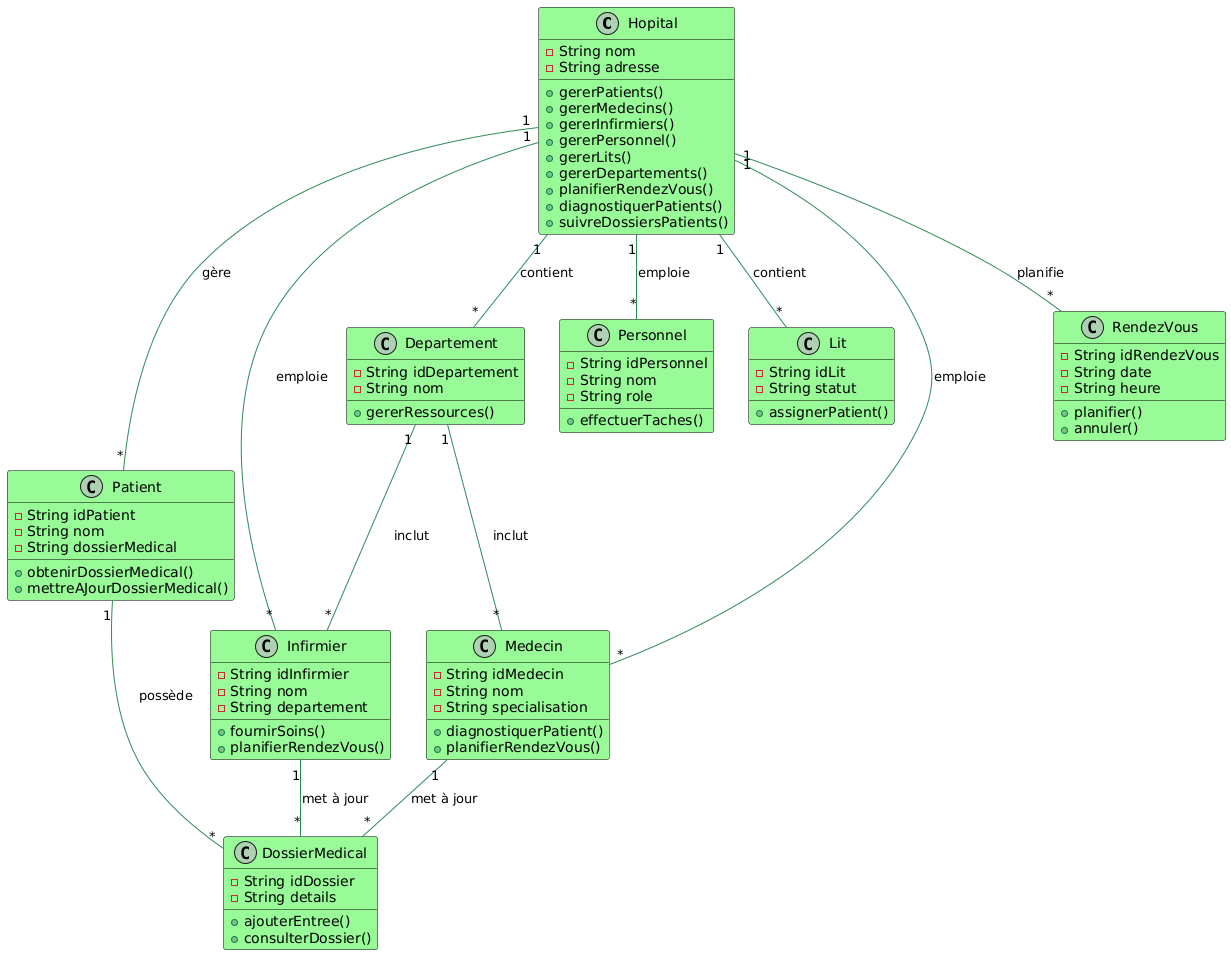 C Hopital
String nom
String adresse
gererPatients()
gererMedecins()
gererInfirmiers()
gererPersonnel()
gererLits()
gererDepartements()
planifierRendezVous()
diagnostiquerPatients()
suivreDossiersPatients()
1
1
1
1
1
1
1
gère
contient
emploie
contient
planifie
*
*
*
*
emploie
emploie
C Departement
String idDepartement
String nom
gererRessources()
C Personnel
String idPersonnel
String nom
String role
effectuerTaches()
C Lit
String idLit
String statut
assignerPatient()
C RendezVous
String idRendezVous
String date
String heure
planifier()
annuler()
1
1
*
C Patient
String idPatient
String nom
String dossierMedical
obtenirDossierMedical()
mettreAJourDossierMedical()
inclut
inclut
1
*
*
*
*
C Infirmier
String idInfirmier
String nom
String departement
fournirSoins()
planifierRendezVous()
C Medecin
String idMedecin
String nom
String specialisation
diagnostiquerPatient()
planifierRendezVous()
possède
1
1
met à jour
met à jour
*
*
*
C DossierMedical
String idDossier
String details
ajouterEntree()
consulterDossier()